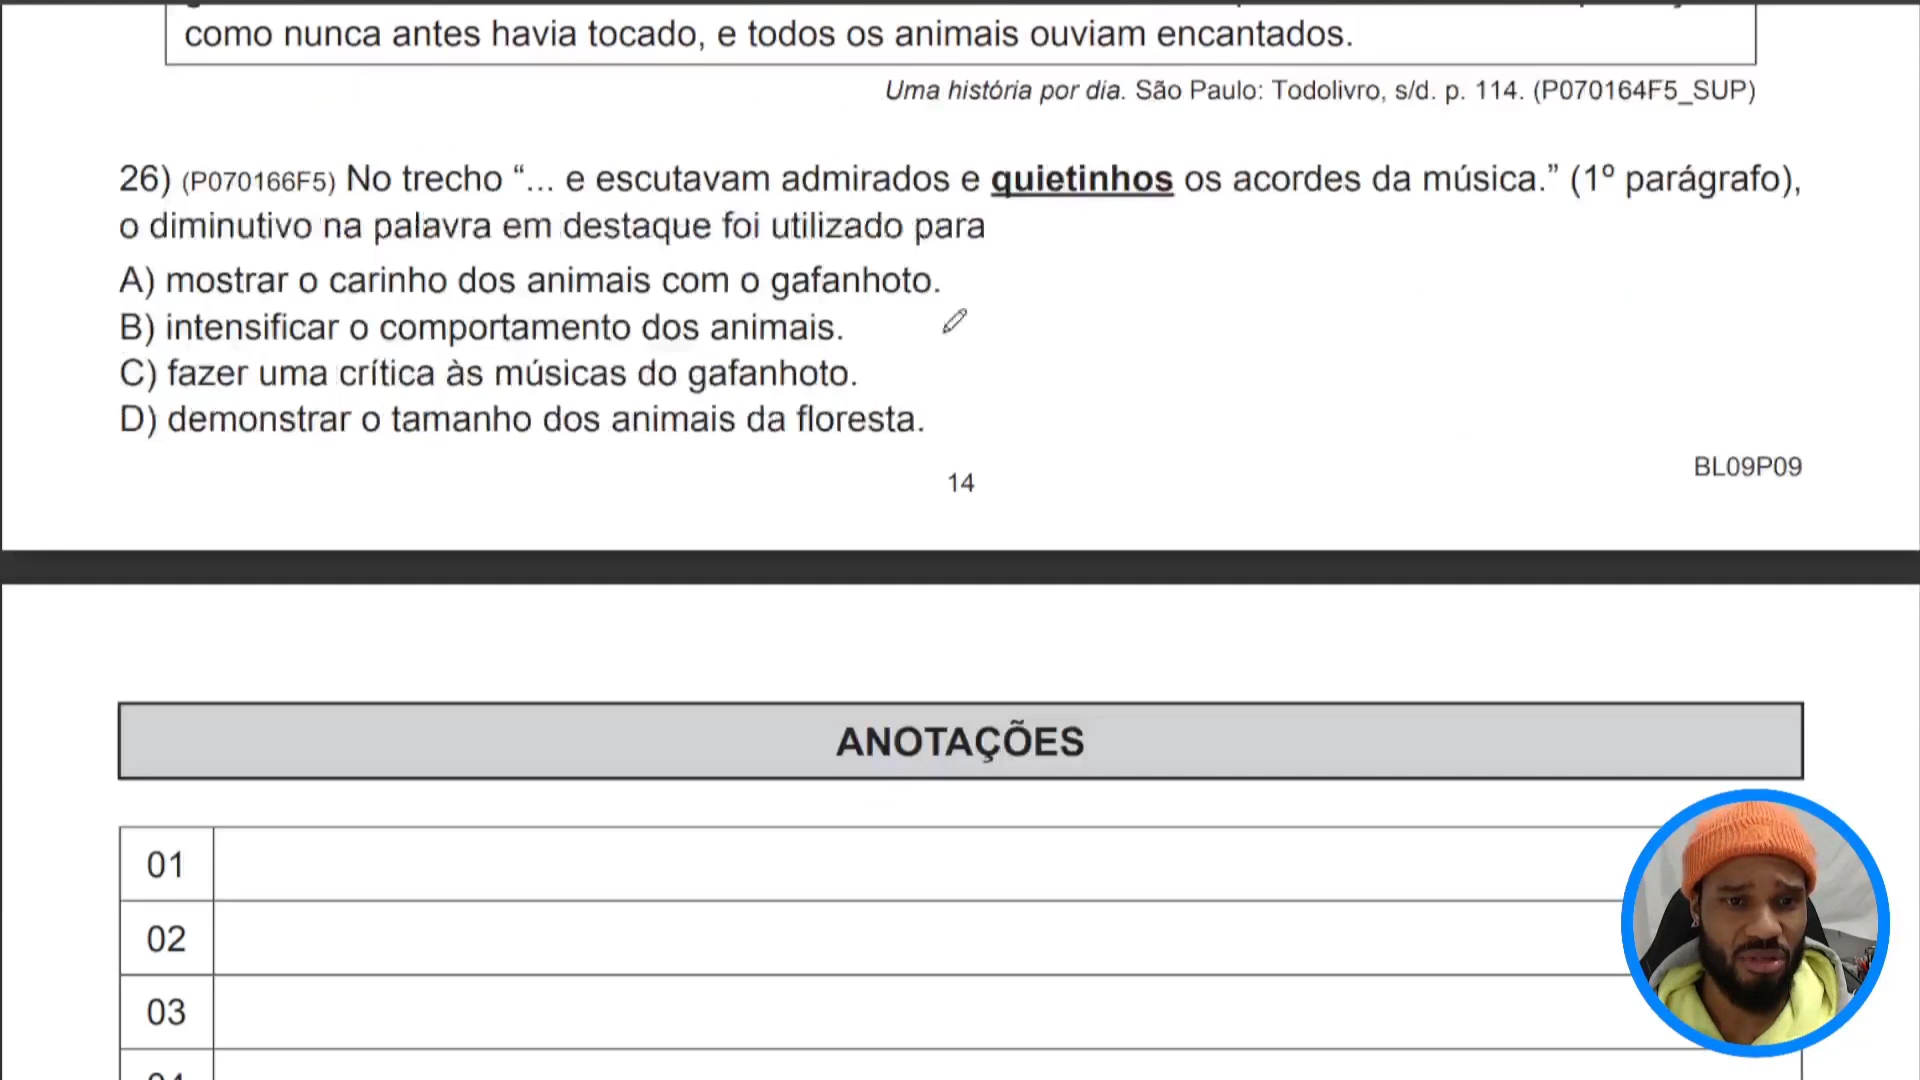 como nunca antes havia tocado, e todos os animais ouviam encantados.
Uma história por dia. São Paulo: Todolivro, s/d. p. 114. (P070164F5_SUP)
26) (P070166F5) No trecho “... e escutavam admirados e quietinhos os acordes da música.” (1º parágrafo),
o diminutivo na palavra em destaque foi utilizado para
A) mostrar o carinho dos animais com o gafanhoto.
B) intensificar o comportamento dos animais.
C) fazer uma crítica às músicas do gafanhoto.
D) demonstrar o tamanho dos animais da floresta.
BL09P09
14
ANOTAÇÕES
01
02
03